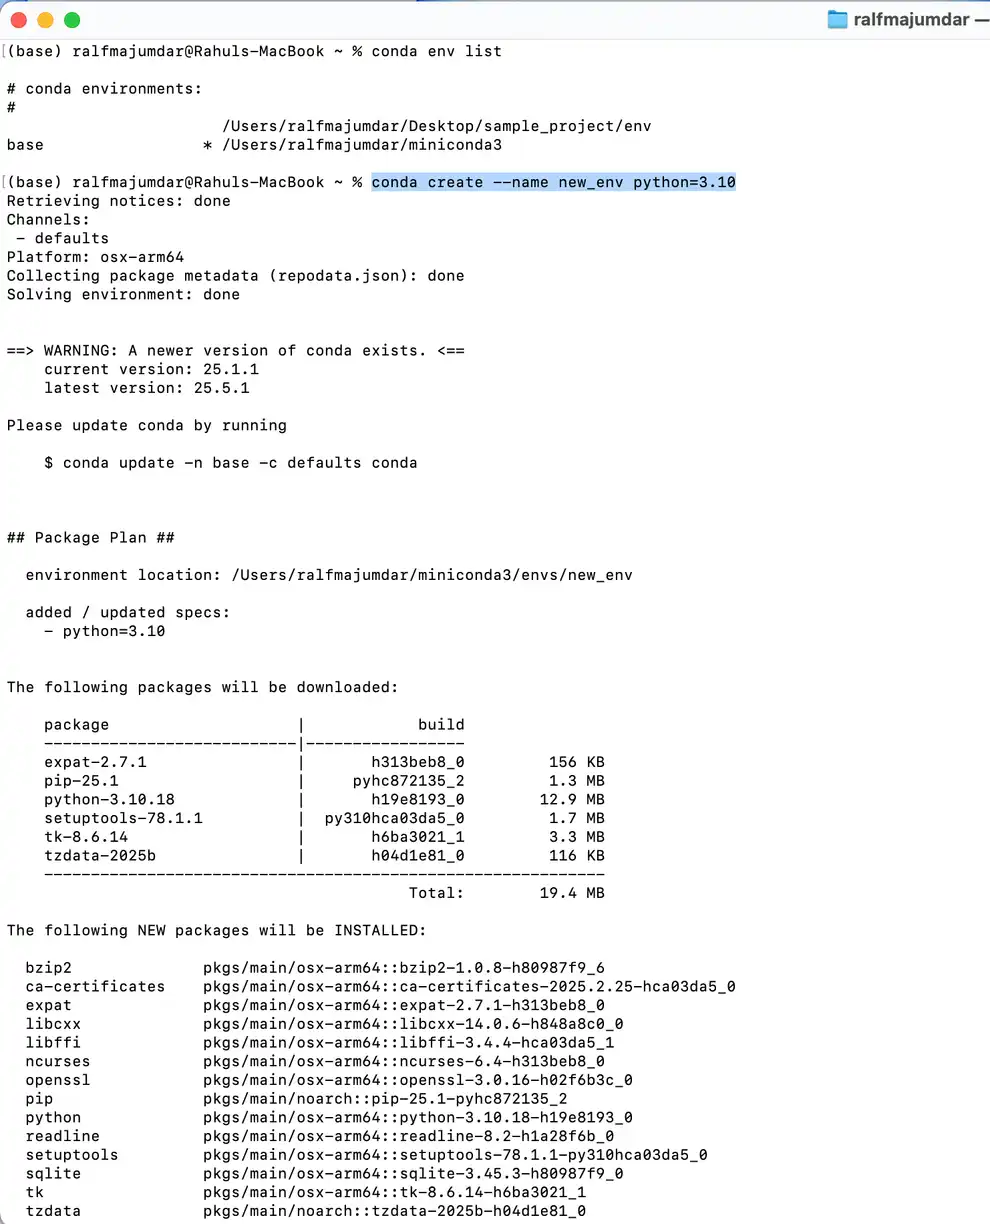 ralfmajumdar —
[(base) ralfmajumdar@Rahuls-MacBook ~ % conda env list
# conda environments:
#
/Users/ralfmajumdar/Desktop/sample_project/env
base * /Users/ralfmajumdar/miniconda3
[(base) ralfmajumdar@Rahuls-MacBook ~ % conda create --name new_env python=3.10
Retrieving notices: done
Channels:
- defaults
Platform: osx-arm64
Collecting package metadata (repodata.json): done
Solving environment: done
==> WARNING: A newer version of conda exists. <==
current version: 25.1.1
latest version: 25.5.1
Please update conda by running
$ conda update -n base -c defaults conda
## Package Plan ##
environment location: /Users/ralfmajumdar/miniconda3/envs/new_env
added / updated specs:
- python=3.10
The following packages will be downloaded:
package | build
---------------------------|-----------------
expat-2.7.1 | h313beb8_0 156 KB
pip-25.1 | pyhc872135_2 1.3 MB
python-3.10.18 | h19e8193_0 12.9 MB
setuptools-78.1.1 | py310hca03da5_0 1.7 MB
tk-8.6.14 | h6ba3021_1 3.3 MB
tzdata-2025b | h04d1e81_0 116 KB
------------------------------------------------------------
Total: 19.4 MB
The following NEW packages will be INSTALLED:
bzip2 pkgs/main/osx-arm64::bzip2-1.0.8-h80987f9_6
ca-certificates pkgs/main/osx-arm64::ca-certificates-2025.2.25-hca03da5_0
expat pkgs/main/osx-arm64::expat-2.7.1-h313beb8_0
libcxx pkgs/main/osx-arm64::libcxx-14.0.6-h848a8c0_0
libffi pkgs/main/osx-arm64::libffi-3.4.4-hca03da5_1
ncurses pkgs/main/osx-arm64::ncurses-6.4-h313beb8_0
openssl pkgs/main/osx-arm64::openssl-3.0.16-h02f6b3c_0
pip pkgs/main/noarch::pip-25.1-pyhc872135_2
python pkgs/main/osx-arm64::python-3.10.18-h19e8193_0
readline pkgs/main/osx-arm64::readline-8.2-h1a28f6b_0
setuptools pkgs/main/osx-arm64::setuptools-78.1.1-py310hca03da5_0
sqlite pkgs/main/osx-arm64::sqlite-3.45.3-h80987f9_0
tk pkgs/main/osx-arm64::tk-8.6.14-h6ba3021_1
tzdata pkgs/main/noarch::tzdata-2025b-h04d1e81_0